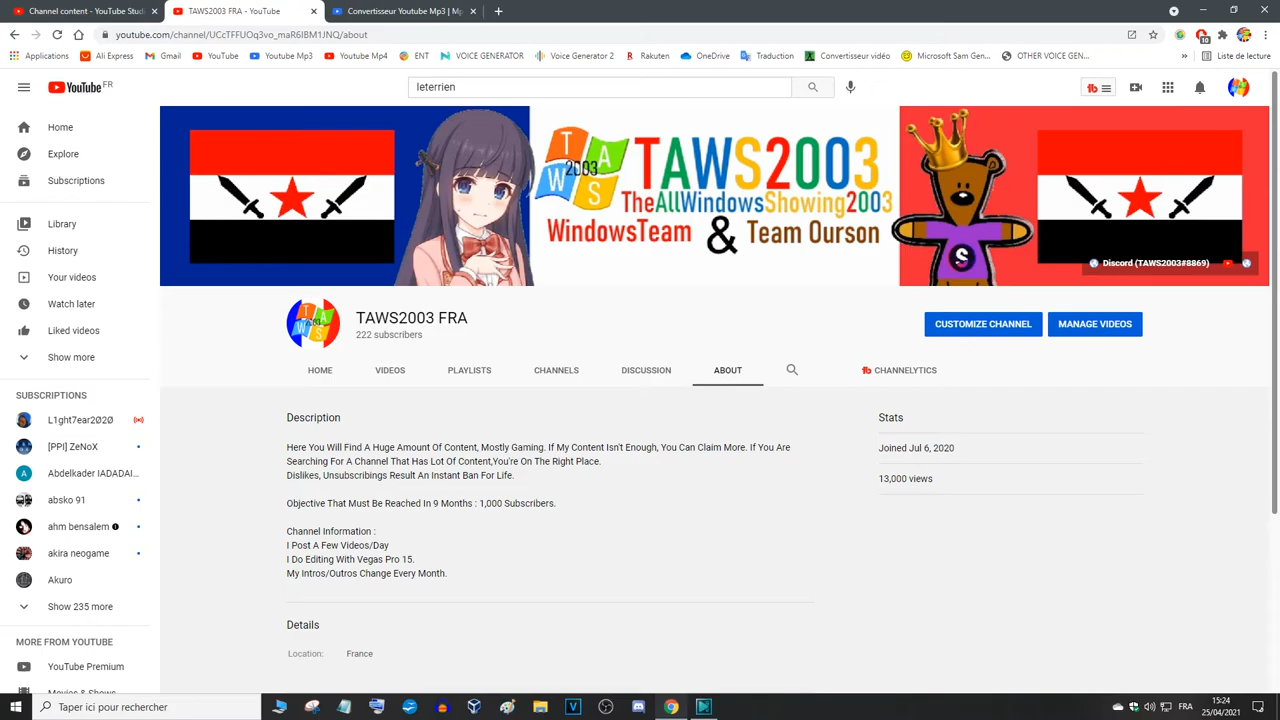 Channel content - YouTube Stud
TAWS2003 FRA - YouTube
Convertisseur Youtube Mp3 | Mp
youtube.com/channel/UCcTFFUOq3vo_maR6IBM1JNQ/about
10
Applications
Ali Express
Gmail
YouTube
Youtube Mp3
Youtube Mp4
ENT
VOICE GENERATOR
Voice Generator 2
Rakuten
OneDrive
Traduction
Convertisseur vidéo
Microsoft Sam Gen...
OTHER VOICE GEN...
»
Liste de lecture
YouTube FR
leterrien
Home
Explore
Subscriptions
Library
History
Your videos
Watch later
Liked videos
Show more
SUBSCRIPTIONS
L1ght7ear2Ø2Ø
[PPI] ZeNoX
A
Abdelkader IADADAI...
absko 91
ahm bensalem
akira neogame
Akuro
Show 235 more
MORE FROM YOUTUBE
YouTube Premium
Movies & Shows
T A W S 2003
TAWS2003
TheAllWindowsShowing2003
WindowsTeam & Team Ourson
S
Discord (TAWS2003#8869)
TAWS2003 FRA
222 subscribers
CUSTOMIZE CHANNEL
MANAGE VIDEOS
HOME
VIDEOS
PLAYLISTS
CHANNELS
DISCUSSION
ABOUT
CHANNELYTICS
Description
Here You Will Find A Huge Amount Of Content, Mostly Gaming. If My Content Isn't Enough, You Can Claim More. If You Are
Searching For A Channel That Has Lot Of Content,You're On The Right Place.
Dislikes, Unsubscribings Result An Instant Ban For Life.
Objective That Must Be Reached In 9 Months : 1,000 Subscribers.
Channel Information :
I Post A Few Videos/Day
I Do Editing With Vegas Pro 15.
My Intros/Outros Change Every Month.
Details
Location:
France
Stats
Joined Jul 6, 2020
13,000 views
Taper ici pour rechercher
FRA
15:24
25/04/2021